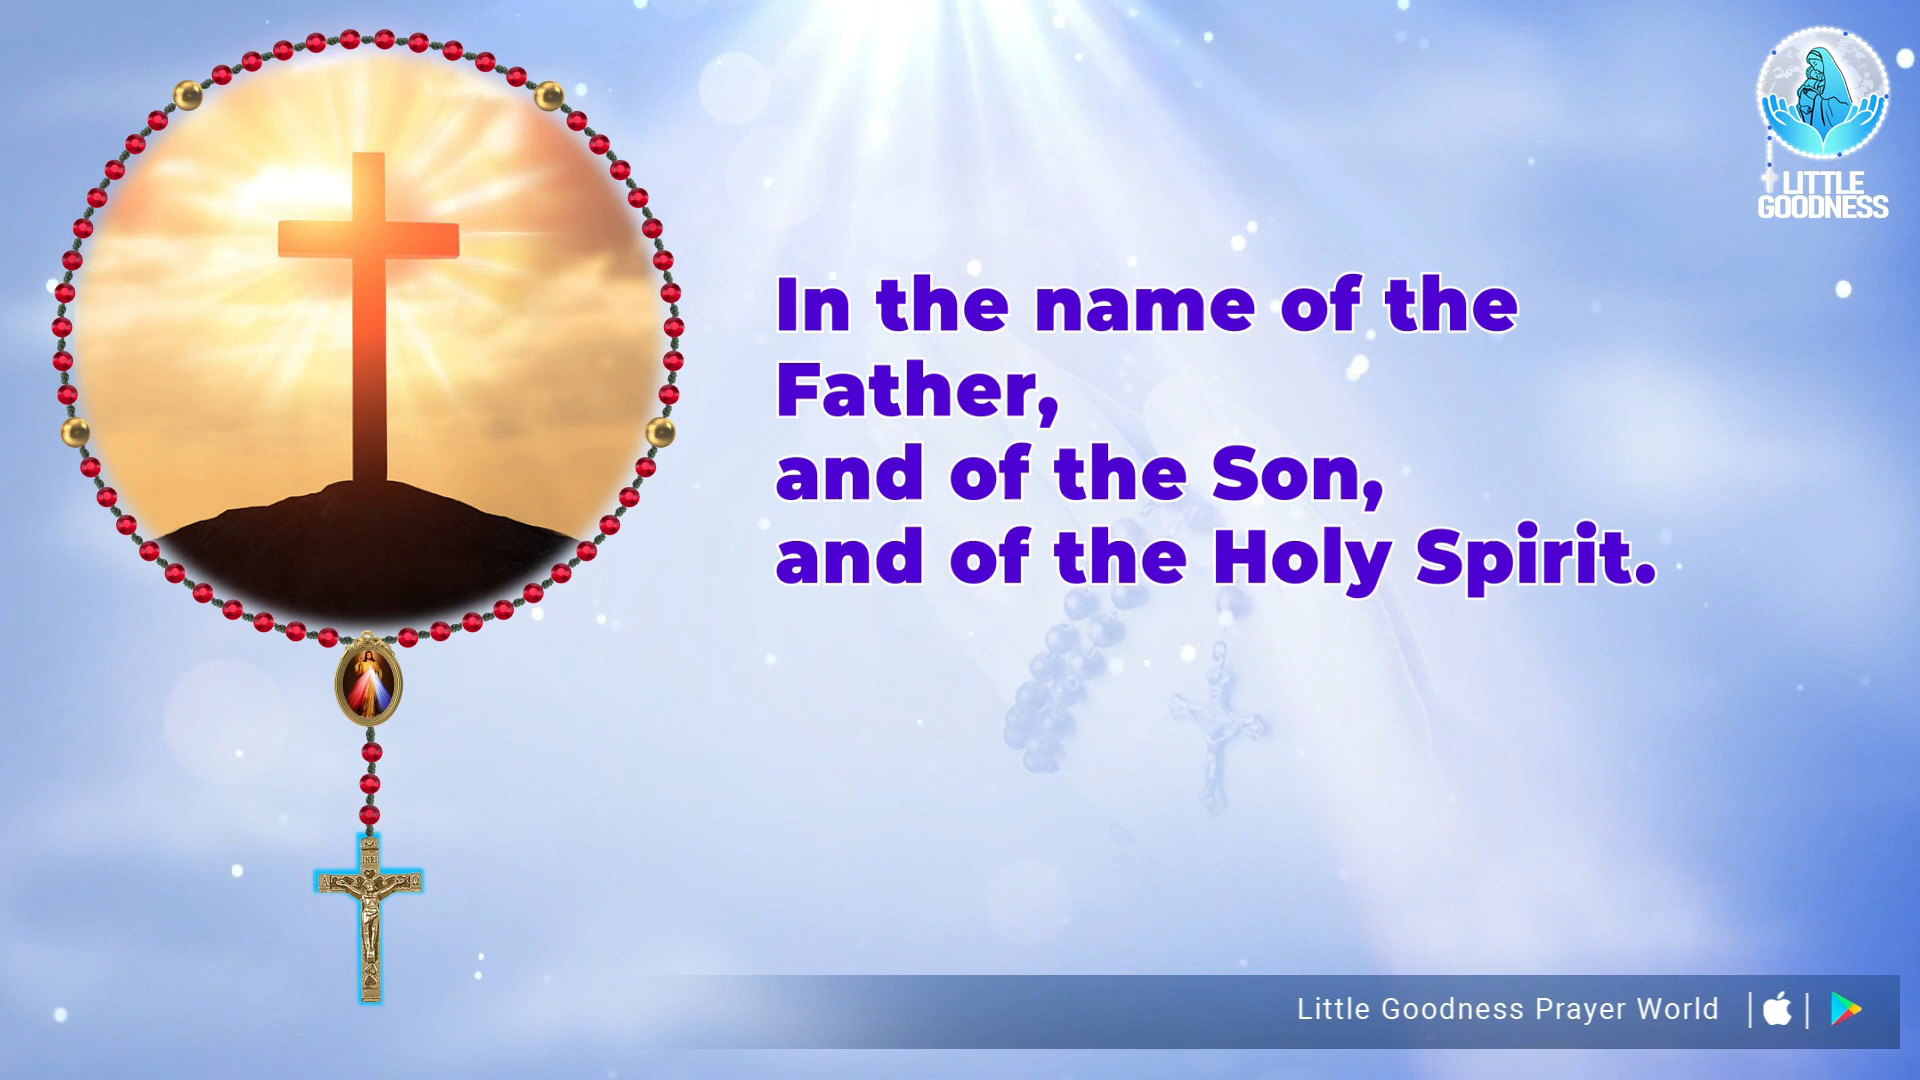 LITTLE
GOODNESS
In the name of the
Father,
and of the Son,
and of the Holy Spirit.
INRI
Little Goodness Prayer World